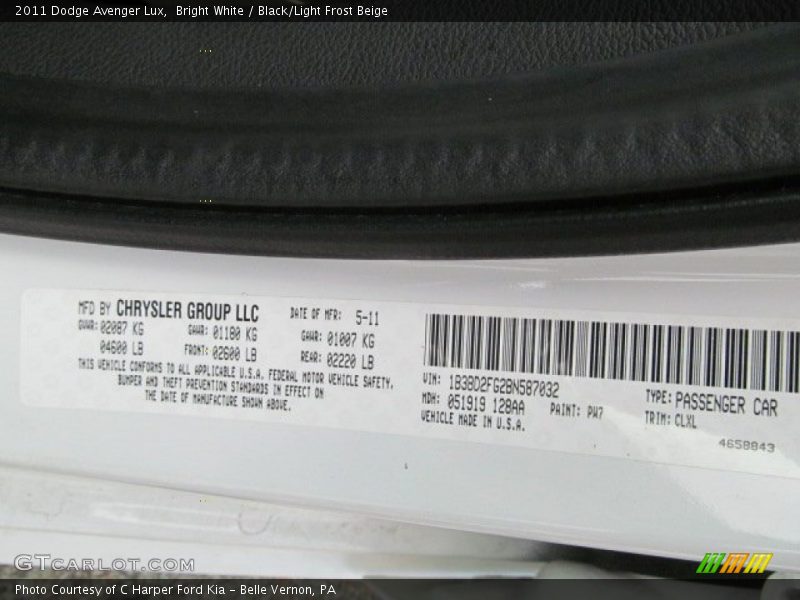 2011 Dodge Avenger Lux,  Bright White / Black/Light Frost Beige
MFD BY CHRYSLER GROUP LLC
DATE OF MFR: 5-11
GVWR: 02087 KG
GAWR: 01180 KG
GAWR: 01007 KG
04600 LB
FRONT: 02600 LB
REAR: 02220 LB
THIS VEHICLE CONFORMS TO ALL APPLICABLE U.S.A. FEDERAL MOTOR VEHICLE SAFETY,
BUMPER AND THEFT PREVENTION STANDARDS IN EFFECT ON
THE DATE OF MANUFACTURE SHOWN ABOVE.
VIN: 1B3BD2FG2BN587032
TYPE: PASSENGER CAR
MDH: 051919 128AA
PAINT: PW7
TRIM: CLXL
VEHICLE MADE IN U.S.A.
4658843
GTCARLOT.COM
Photo Courtesy of C Harper Ford Kia – Belle Vernon, PA